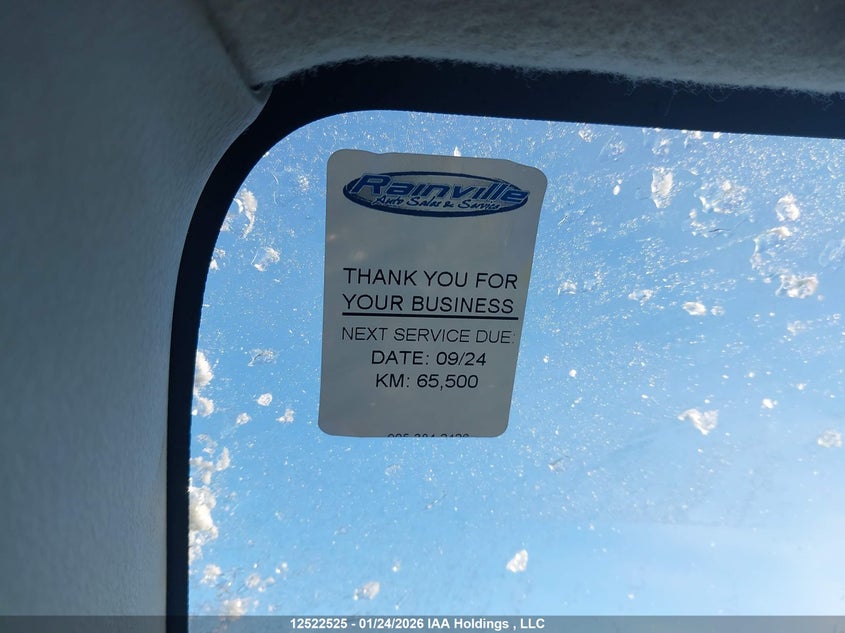 Rainville
Auto Sales & Service
THANK YOU FOR
YOUR BUSINESS
NEXT SERVICE DUE:
DATE: 09/24
KM: 65,500
12522525 - 01/24/2026 IAA Holdings , LLC